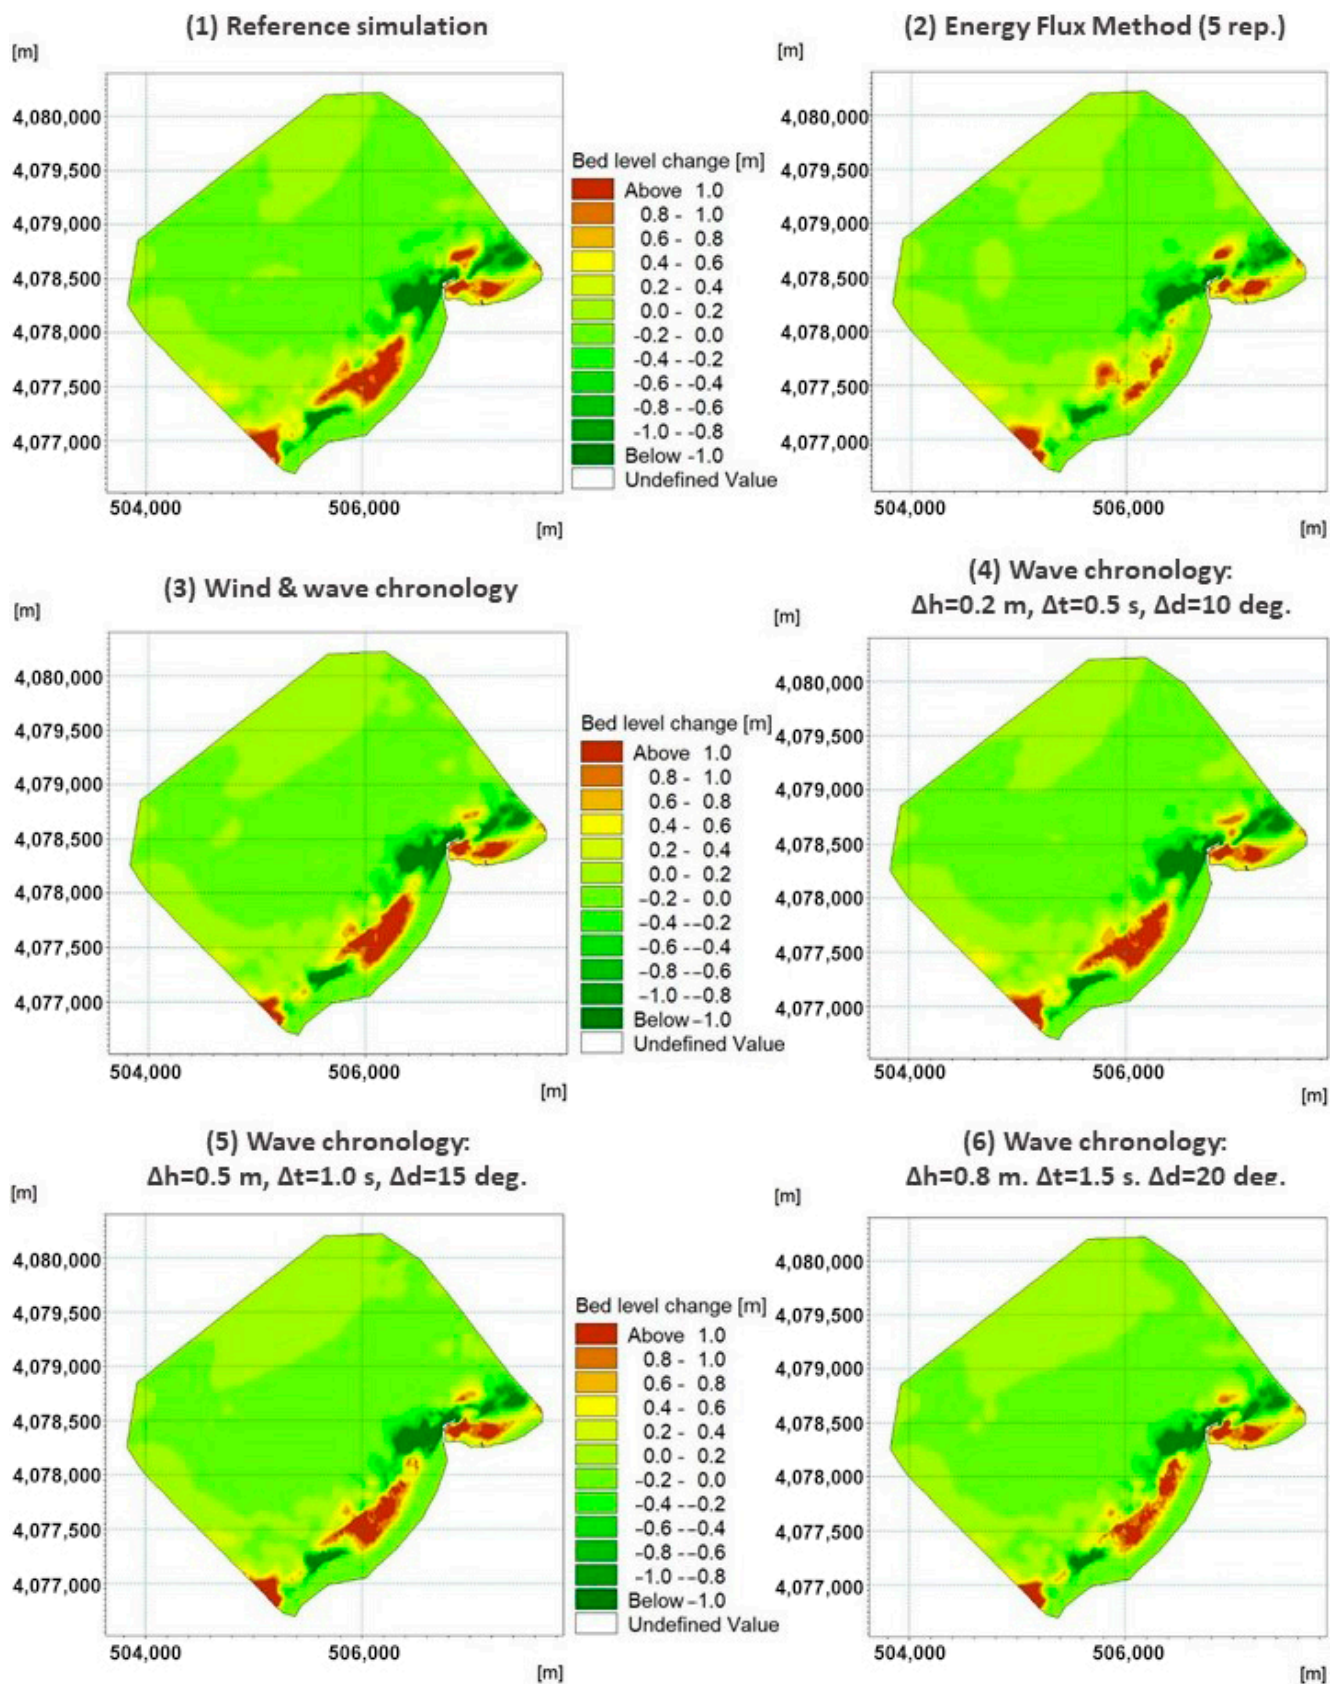 (1) Reference simulation
(2) Energy Flux Method (5 rep.)
[m]
[m]
4,080,000
4,079,500
4,079,000
4,078,500
4,078,000
4,077,500
4,077,000
504,000
506,000
[m]
Bed level change [m]
Above 1.0
0.8 - 1.0
0.6 - 0.8
0.4 - 0.6
0.2 - 0.4
0.0 - 0.2
-0.2 - 0.0
-0.4 - -0.2
-0.6 - -0.4
-0.8 - -0.6
-1.0 - -0.8
Below -1.0
Undefined Value
4,080,000
4,079,500
4,079,000
4,078,500
4,078,000
4,077,500
4,077,000
504,000
506,000
[m]
(3) Wind & wave chronology
(4) Wave chronology:
Δh=0.2 m, Δt=0.5 s, Δd=10 deg.
[m]
[m]
4,080,000
4,079,500
4,079,000
4,078,500
4,078,000
4,077,500
4,077,000
504,000
506,000
[m]
Bed level change [m]
Above 1.0
0.8 - 1.0
0.6 - 0.8
0.4 - 0.6
0.2 - 0.4
0.0 - 0.2
-0.2 - 0.0
-0.4 --0.2
-0.6 --0.4
-0.8 --0.6
-1.0 --0.8
Below -1.0
Undefined Value
4,080,000
4,079,500
4,079,000
4,078,500
4,078,000
4,077,500
4,077,000
504,000
506,000
[m]
(5) Wave chronology:
Δh=0.5 m, Δt=1.0 s, Δd=15 deg.
(6) Wave chronology:
Δh=0.8 m. Δt=1.5 s. Δd=20 deg.
[m]
[m]
4,080,000
4,079,500
4,079,000
4,078,500
4,078,000
4,077,500
4,077,000
504,000
506,000
[m]
Bed level change [m]
Above 1.0
0.8 - 1.0
0.6 - 0.8
0.4 - 0.6
0.2 - 0.4
0.0 - 0.2
-0.2 - 0.0
-0.4 --0.2
-0.6 --0.4
-0.8 --0.6
-1.0 --0.8
Below -1.0
Undefined Value
4,080,000
4,079,500
4,079,000
4,078,500
4,078,000
4,077,500
4,077,000
504,000
506,000
[m]